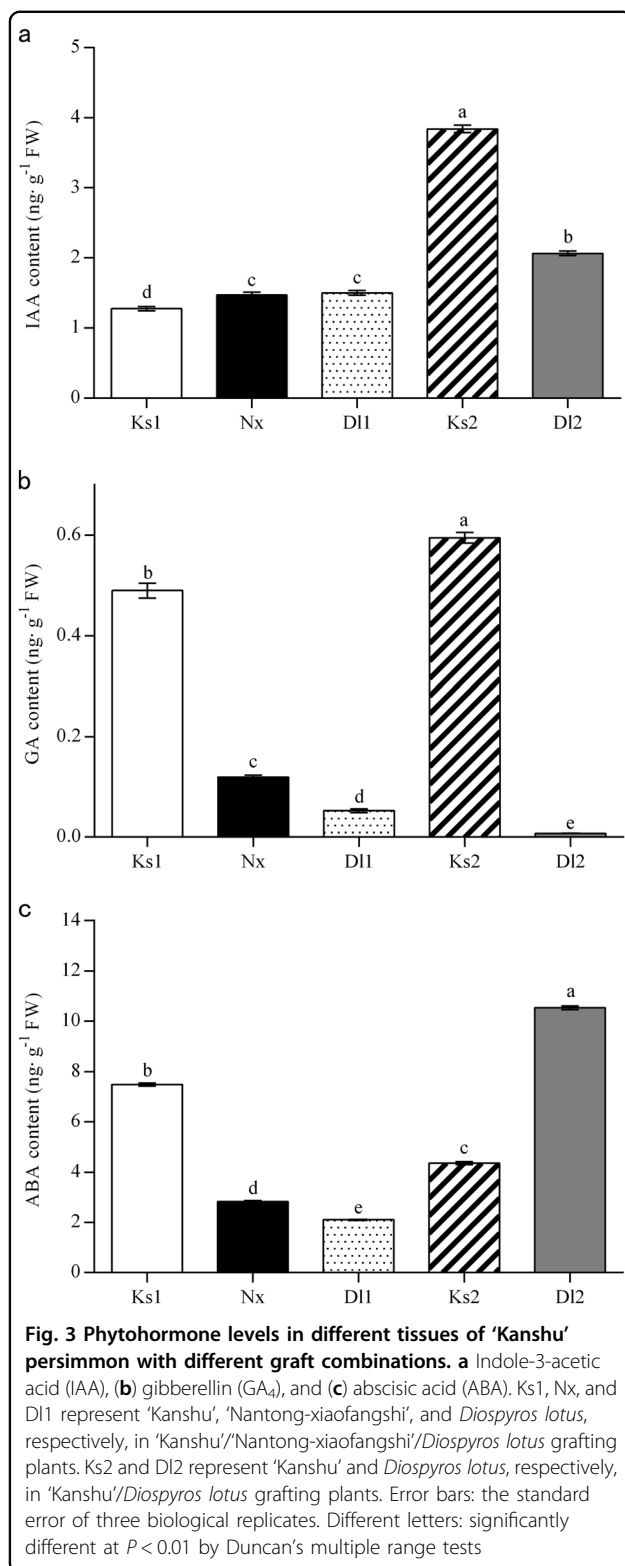 a
IAA content (ng· g⁻¹ FW)
5
4
3
2
1
0
d
c
c
a
b
Ks1 Nx Dl1 Ks2 Dl2
b
GA content (ng· g⁻¹ FW)
0.6
0.4
0.2
0.0
b
c
d
a
e
Ks1 Nx Dl1 Ks2 Dl2
c
ABA content (ng· g⁻¹ FW)
14
12
10
8
6
4
2
0
b
d
e
c
a
Ks1 Nx Dl1 Ks2 Dl2
Fig. 3 Phytohormone levels in different tissues of ‘Kanshu’
persimmon with different graft combinations. a Indole-3-acetic
acid (IAA), (b) gibberellin (GA₄), and (c) abscisic acid (ABA). Ks1, Nx, and
Dl1 represent ‘Kanshu’, ‘Nantong-xiaofangshi’, and Diospyros lotus,
respectively, in ‘Kanshu’/‘Nantong-xiaofangshi’/Diospyros lotus grafting
plants. Ks2 and Dl2 represent ‘Kanshu’ and Diospyros lotus, respectively,
in ‘Kanshu’/Diospyros lotus grafting plants. Error bars: the standard
error of three biological replicates. Different letters: significantly
different at P < 0.01 by Duncan’s multiple range tests